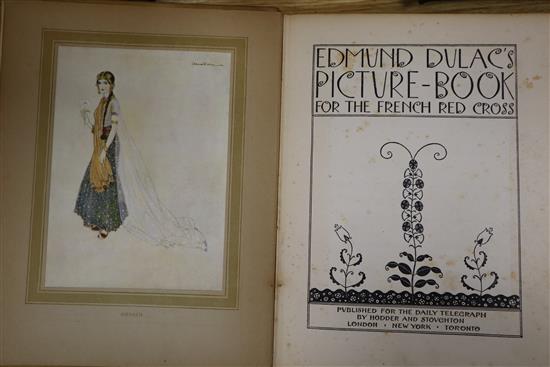 EDMUND DULAC'S
PICTURE-BOOK
FOR THE FRENCH RED CROSS
PUBLISHED FOR THE DAILY TELEGRAPH
BY HODDER AND STOUGHTON
LONDON • NEW YORK • TORONTO